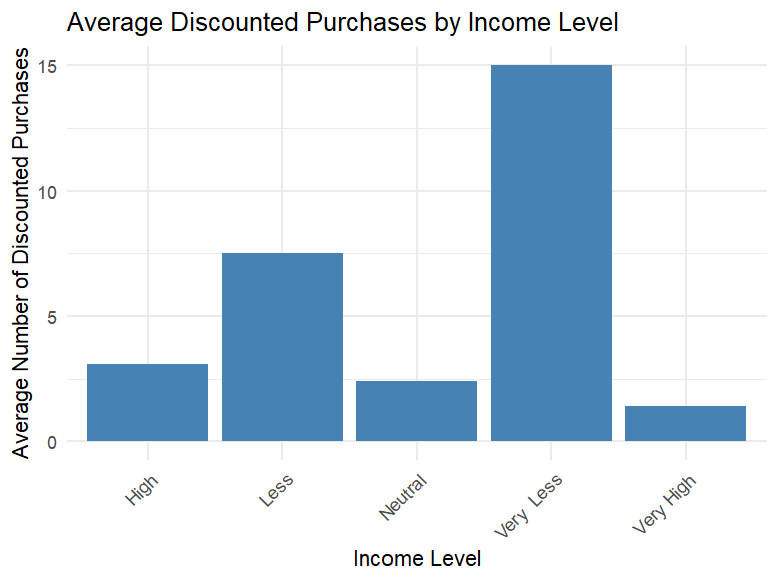 Average Discounted Purchases by Income Level
Average Number of Discounted Purchases
15
10
5
0
High
Less
Neutral
Very  Less
Very High
Income Level